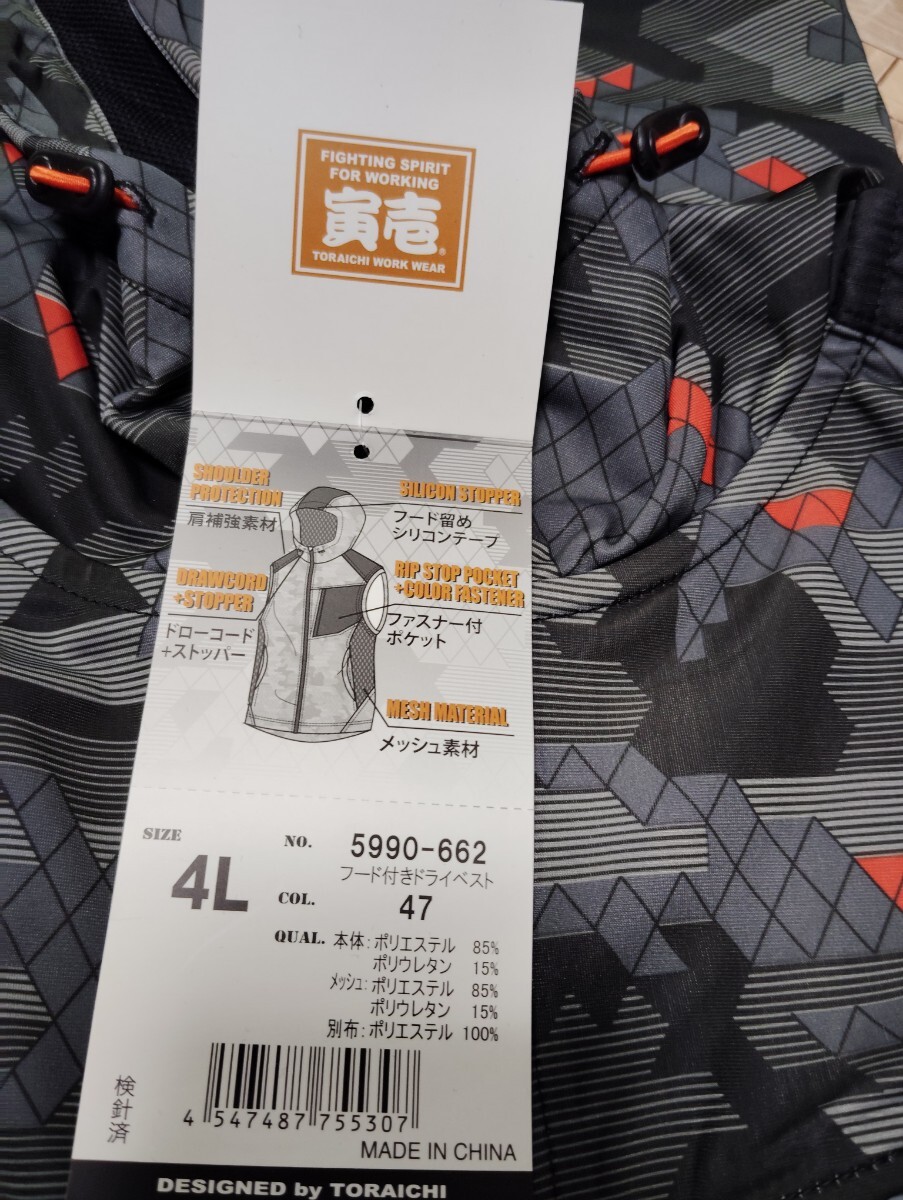 FIGHTING SPIRIT
FOR WORKING
寅壱®
TORAICHI WORK WEAR
SHOULDER
PROTECTION
肩補強素材
SILICON STOPPER
フード留め
シリコンテープ
DRAWCORD
+STOPPER
ドローコード
+ストッパー
RIP STOP POCKET
+COLOR FASTENER
ファスナー付
ポケット
MESH MATERIAL
メッシュ素材
SIZE
4L
NO. 5990-662
フード付きドライベスト
COL. 47
QUAL. 本体:ポリエステル 85%
ポリウレタン 15%
メッシュ:ポリエステル 85%
ポリウレタン 15%
別布:ポリエステル 100%
検針済
4 547487 755307
MADE IN CHINA
DESIGNED by TORAICHI